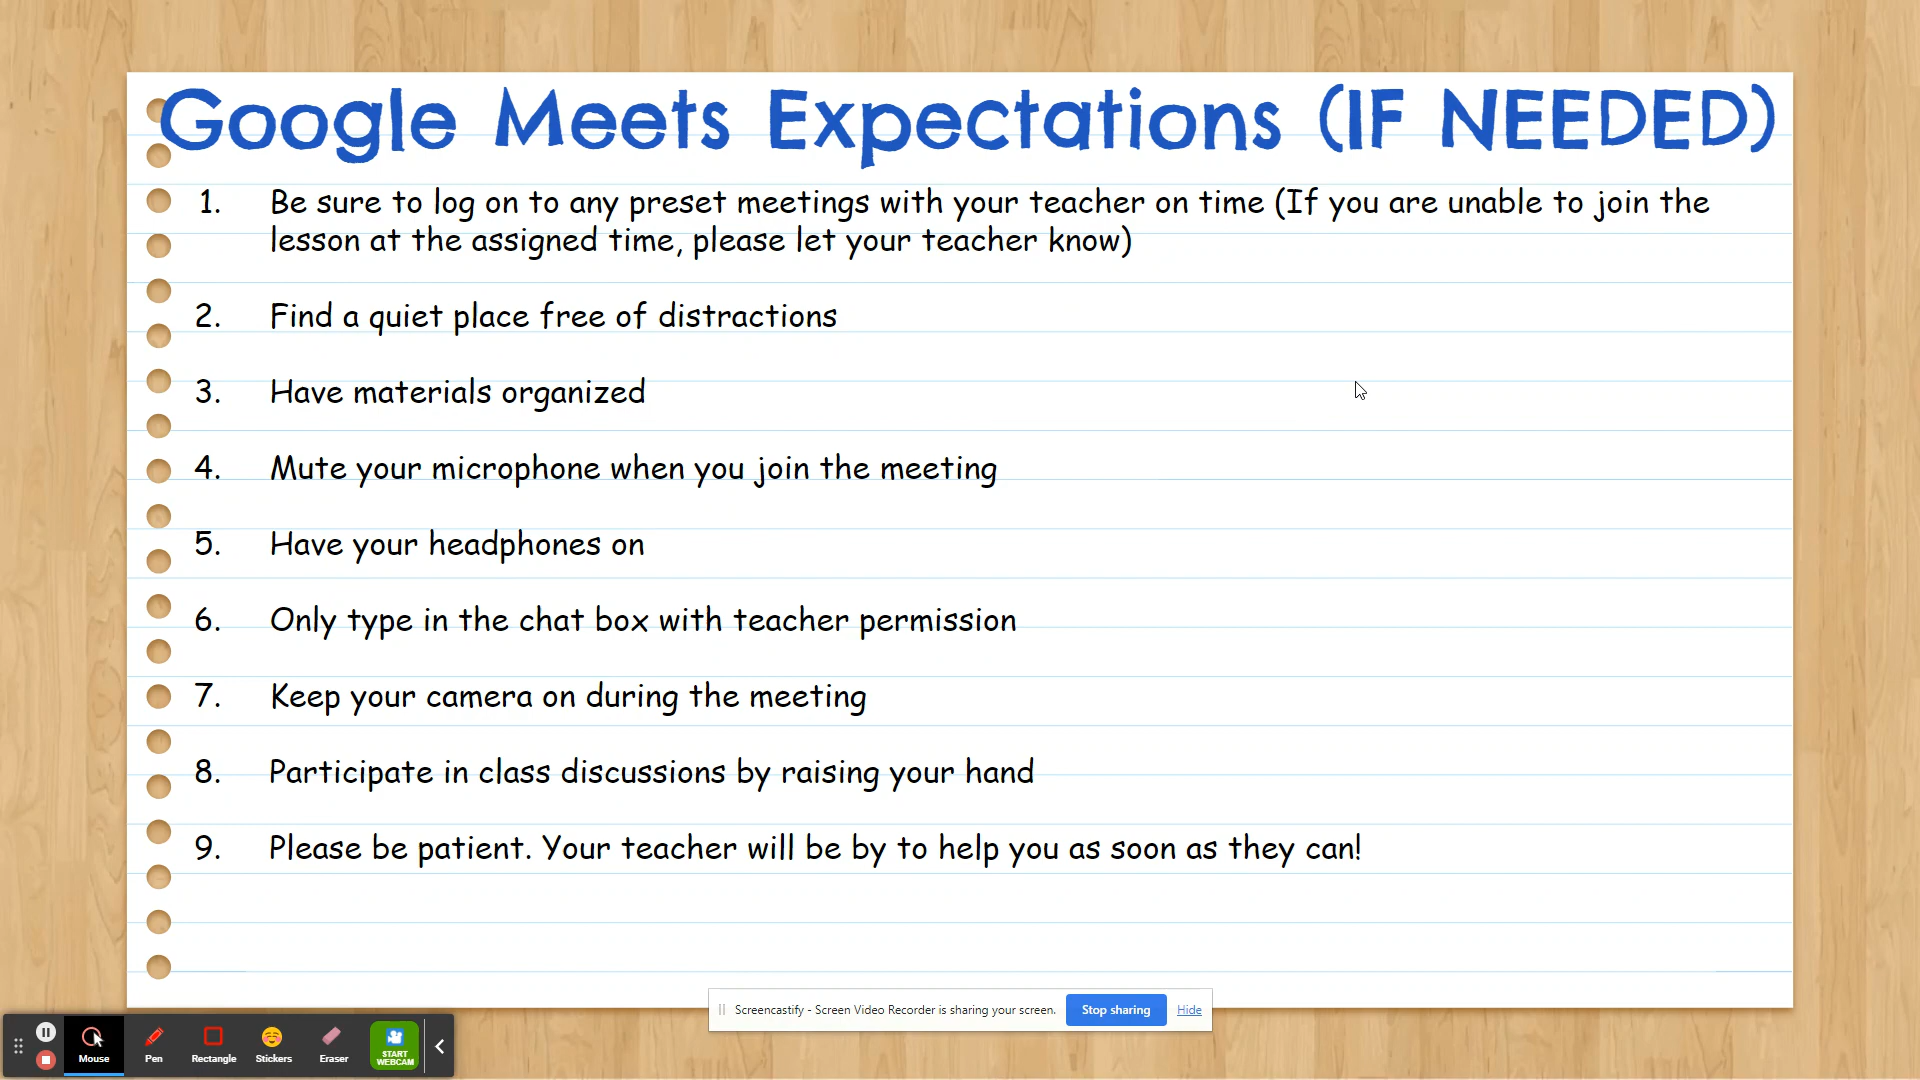 Google Meets Expectations (IF NEEDED)
1. Be sure to log on to any preset meetings with your teacher on time (If you are unable to join the
lesson at the assigned time, please let your teacher know)
2. Find a quiet place free of distractions
3. Have materials organized
4. Mute your microphone when you join the meeting
5. Have your headphones on
6. Only type in the chat box with teacher permission
7. Keep your camera on during the meeting
8. Participate in class discussions by raising your hand
9. Please be patient. Your teacher will be by to help you as soon as they can!
Screencastify - Screen Video Recorder is sharing your screen. Stop sharing Hide
Mouse Pen Rectangle Stickers Eraser START
WEBCAM